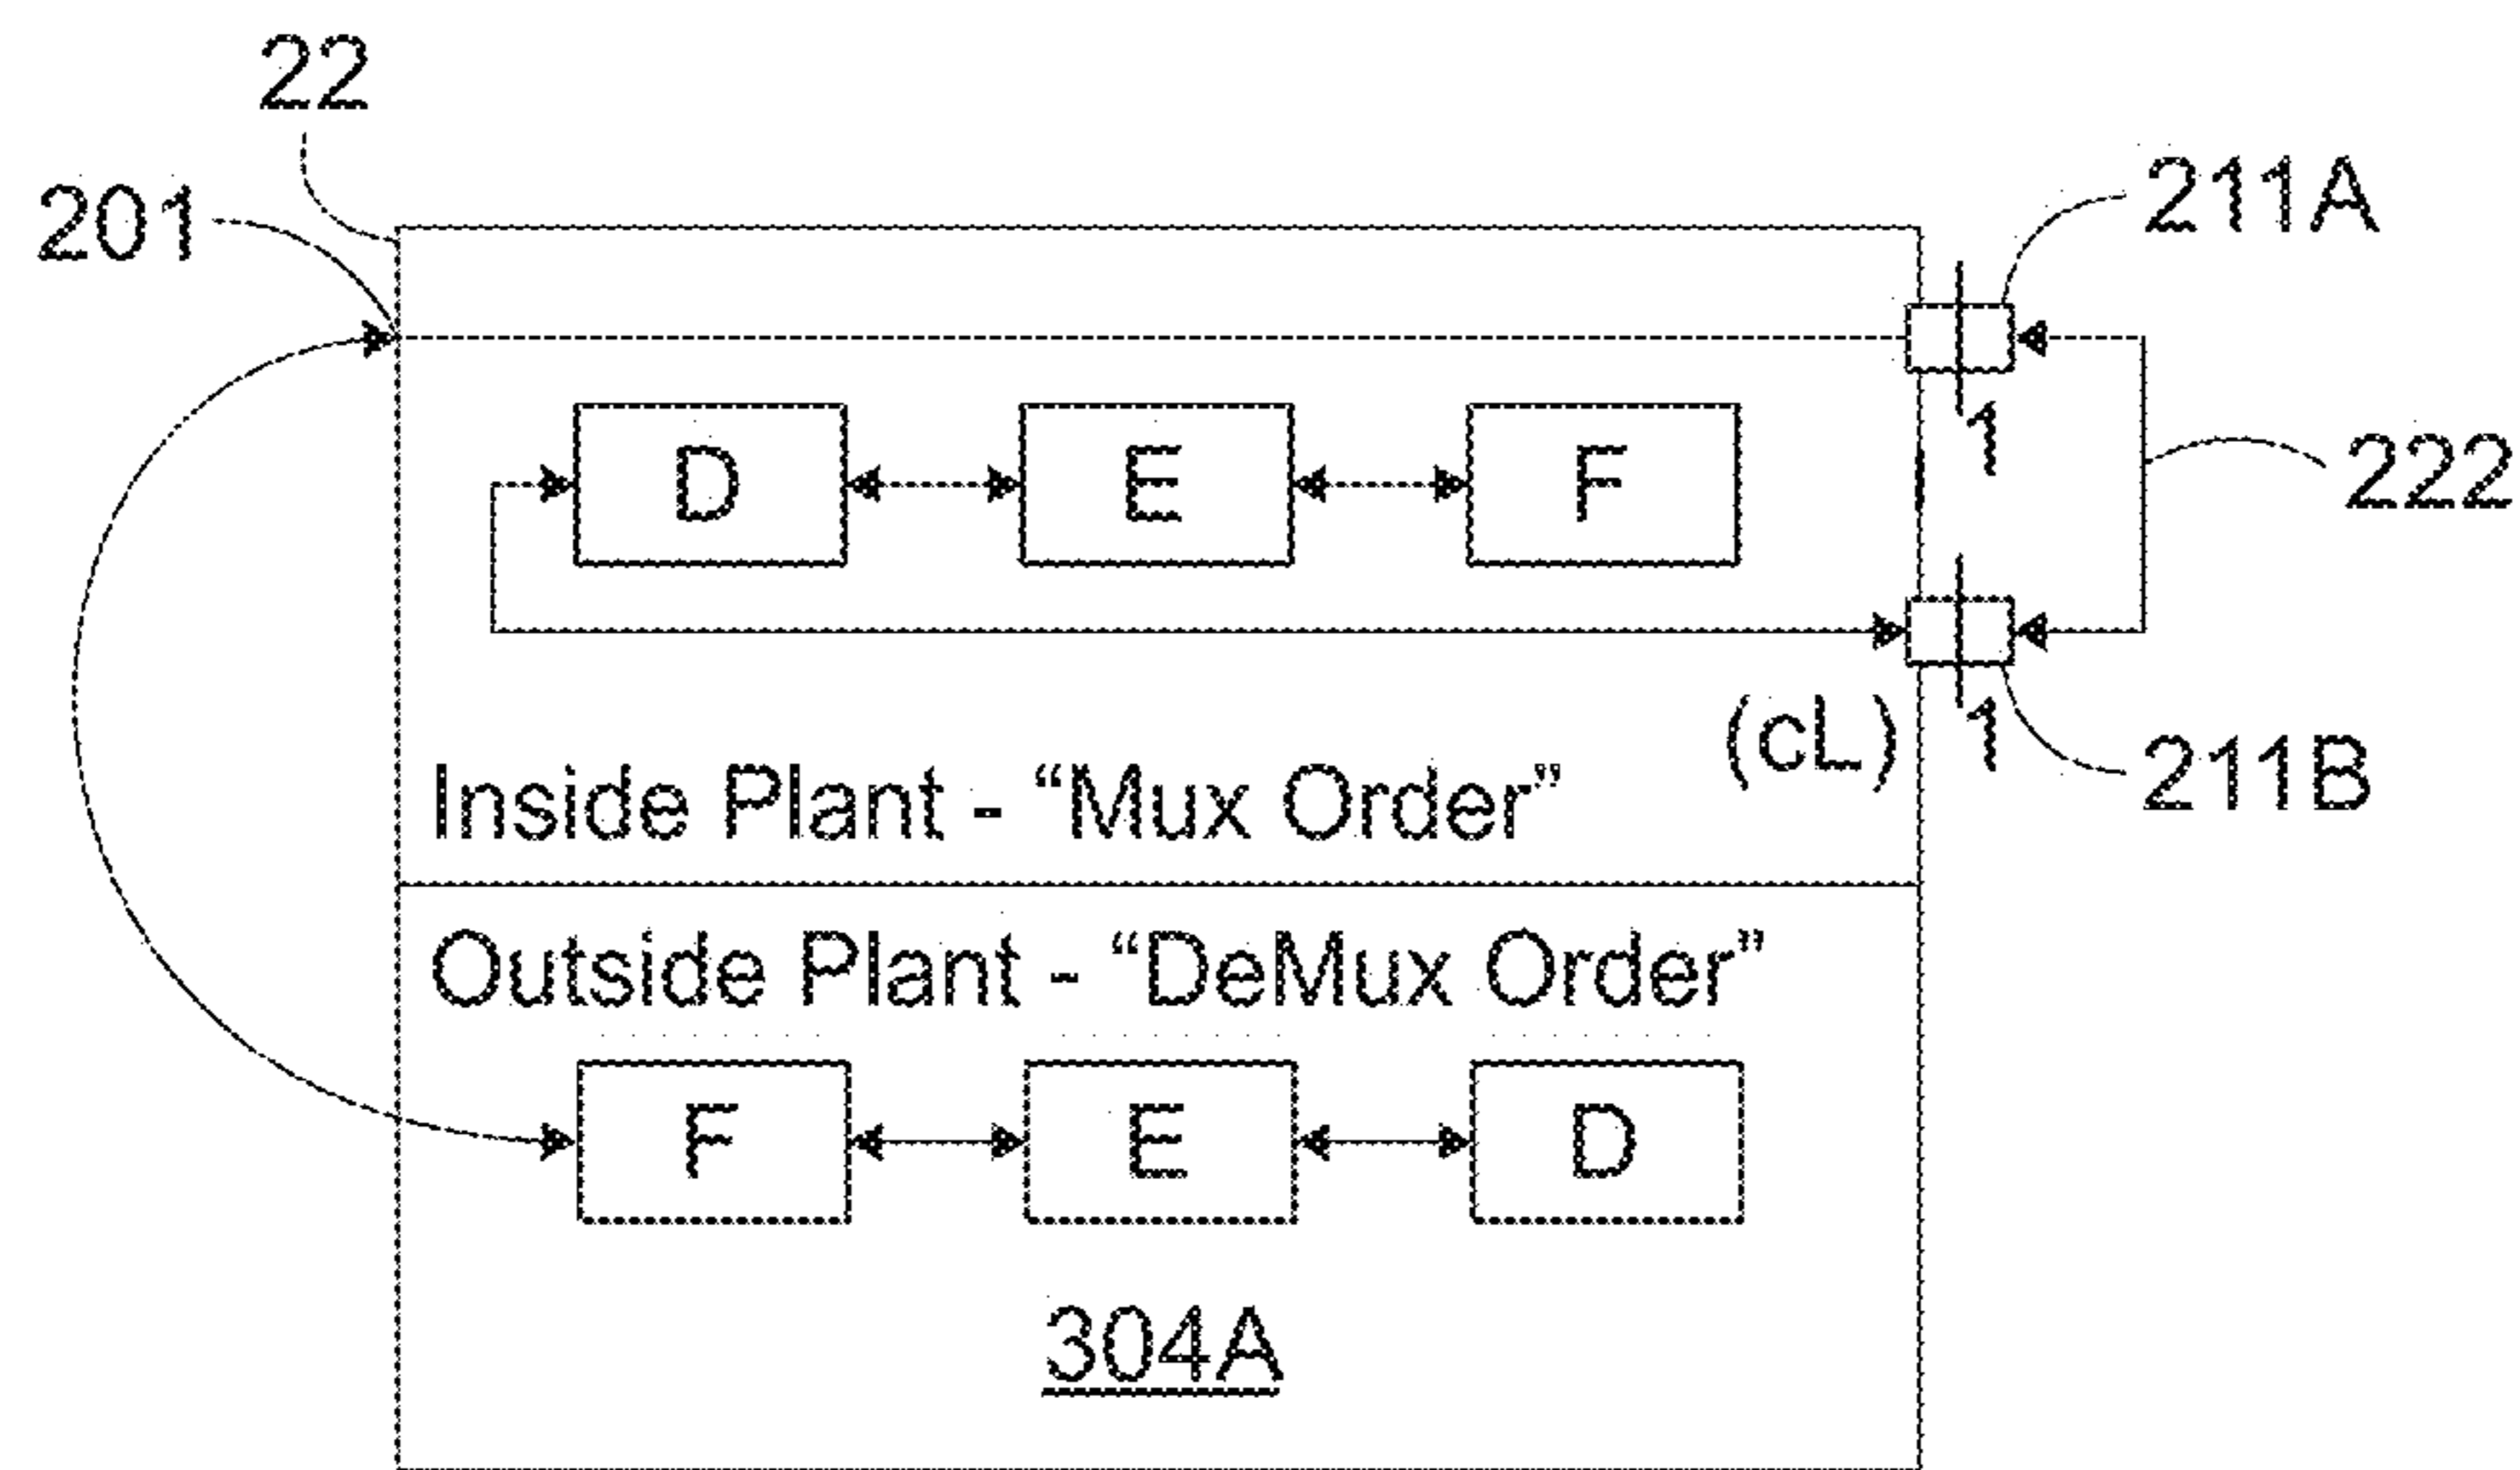 22
201
211A
D E F
1
222
(cL)
1
211B
Inside Plant - “Mux Order”
Outside Plant - “DeMux Order”
F E D
304A